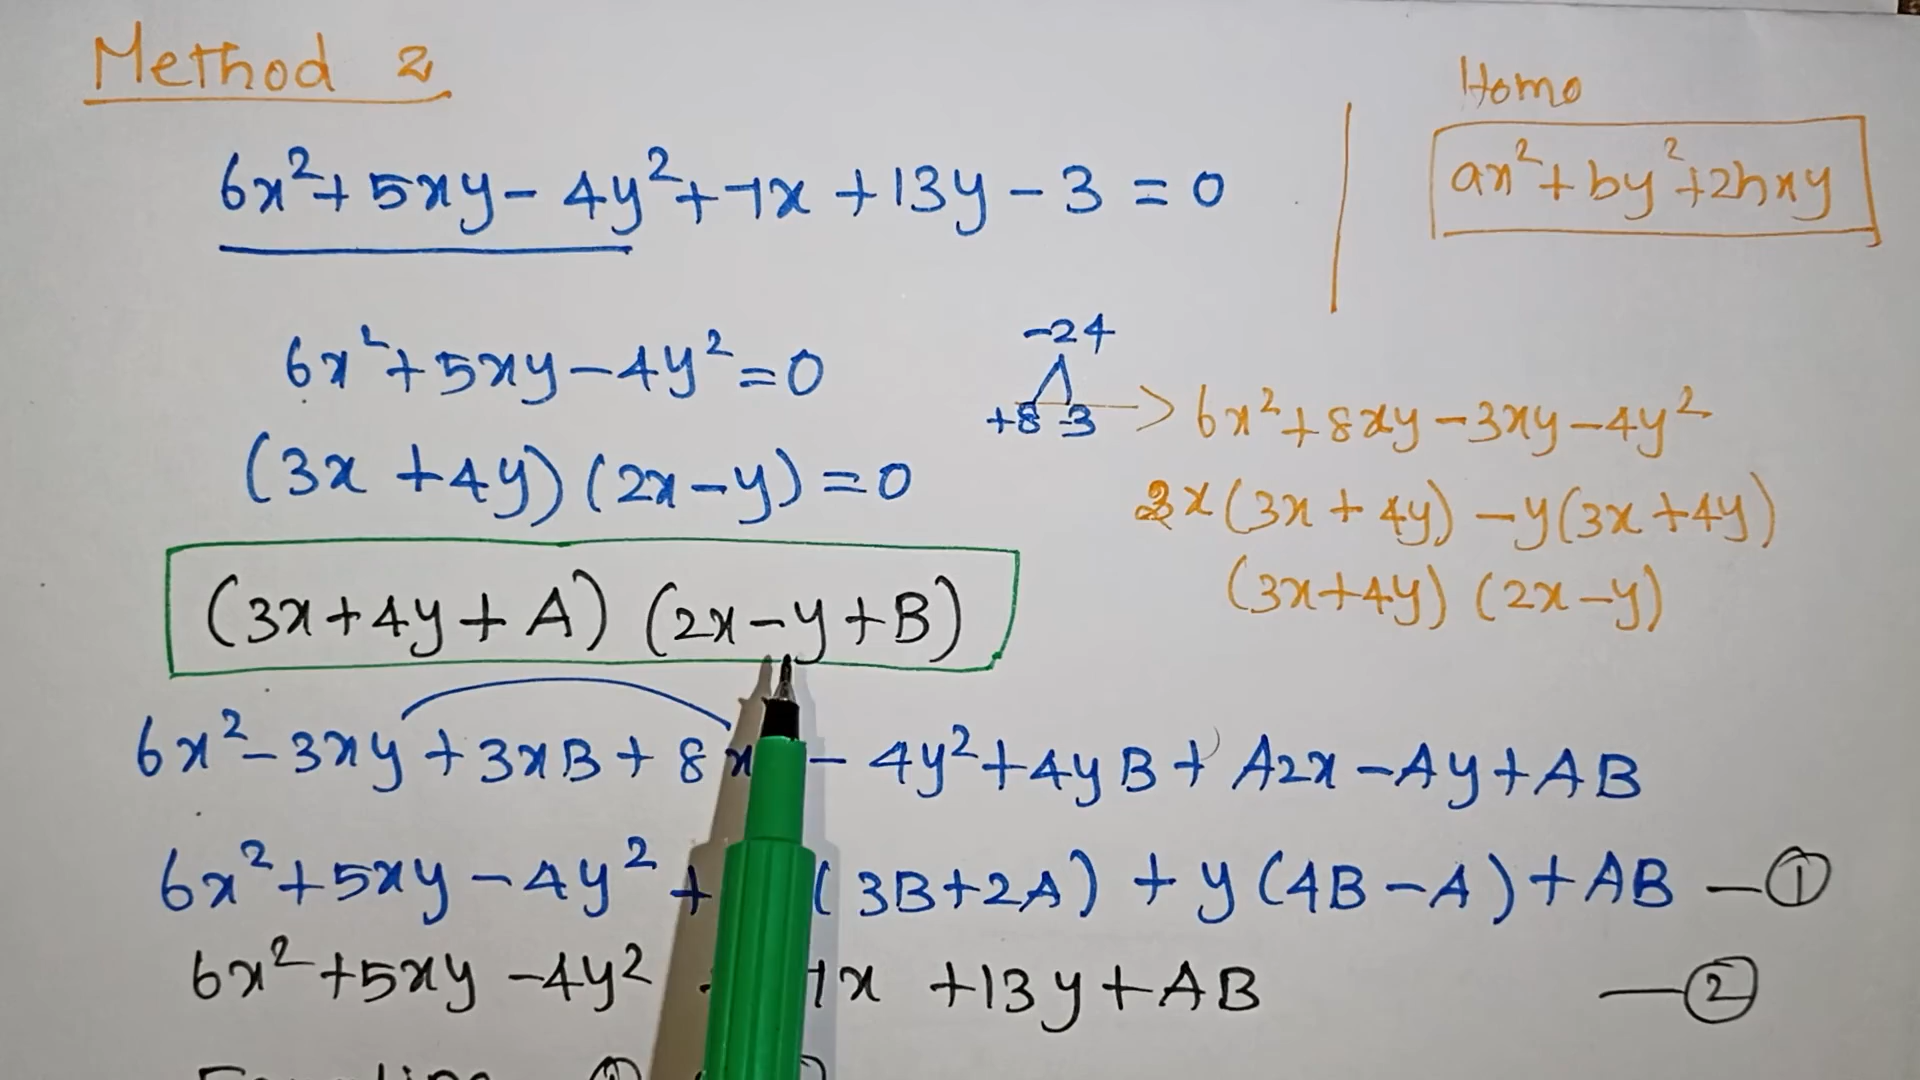 Method 2
Homo
6x²+5xy-4y²+7x+13y-3=0
ax²+by²+2hxy
6x²+5xy-4y²=0
-24
+8 -3
6x²+8xy-3xy-4y²
(3x+4y)(2x-y)=0
2x(3x+4y)-y(3x+4y)
(3x+4y)(2x-y)
(3x+4y+A)(2x-y+B)
6x²-3xy+3xB+8x -4y²+4yB+A2x-Ay+AB
6x²+5xy-4y²+ (3B+2A)+y(4B-A)+AB -①
6x²+5xy-4y² 7x +13y+AB -②